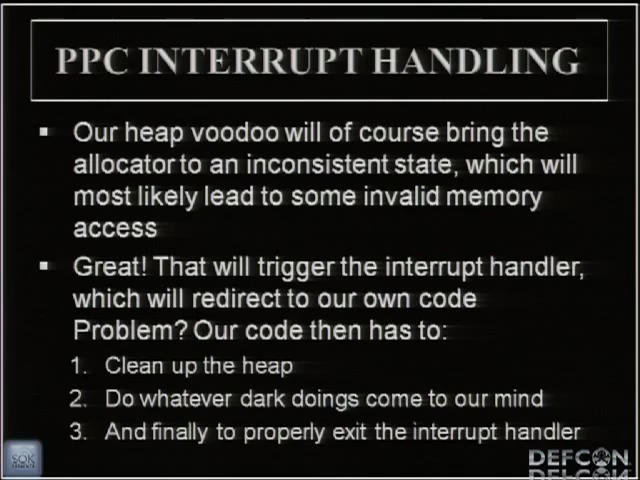 PPC INTERRUPT HANDLING
▪ Our heap voodoo will of course bring the
allocator to an inconsistent state, which will
most likely lead to some invalid memory
access
▪ Great! That will trigger the interrupt handler,
which will redirect to our own code
Problem? Our code then has to:
1. Clean up the heap
2. Do whatever dark doings come to our mind
3. And finally to properly exit the interrupt handler
SOK
DEFCON